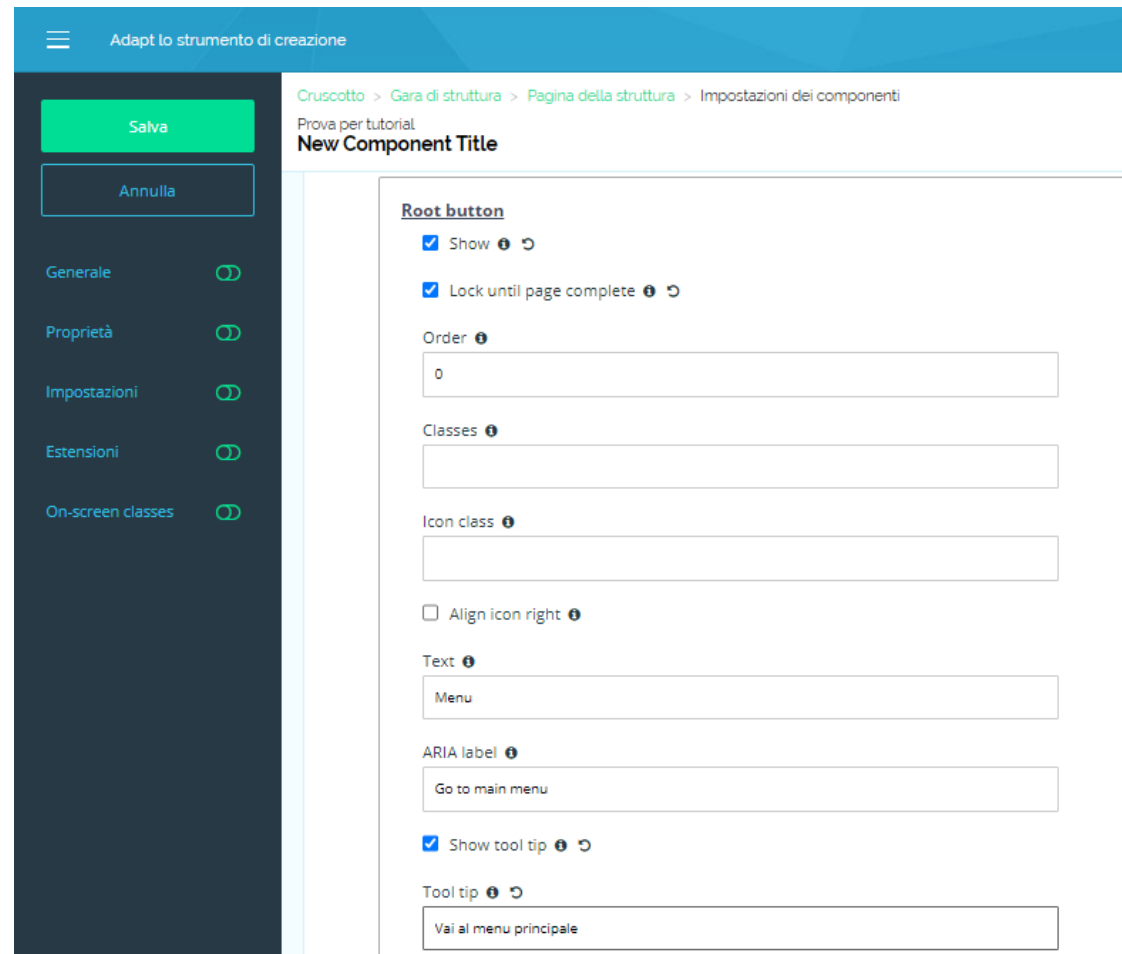 Adapt lo strumento di creazione
Salva
Annulla
Generale
Proprietà
Impostazioni
Estensioni
On-screen classes
Cruscotto > Gara di struttura > Pagina della struttura > Impostazioni dei componenti
Prova per tutorial
New Component Title
Root button
Show
Lock until page complete
Order
0
Classes
Icon class
Align icon right
Text
Menu
ARIA label
Go to main menu
Show tool tip
Tool tip
Vai al menu principale